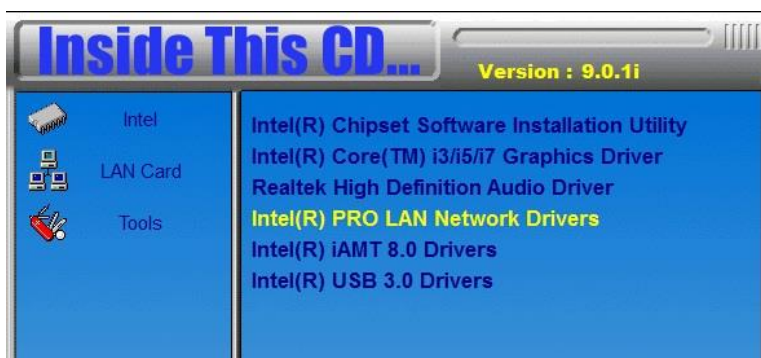 Inside This CD...
Version : 9.0.1i
Intel
LAN Card
Tools
Intel(R) Chipset Software Installation Utility
Intel(R) Core(TM) i3/i5/i7 Graphics Driver
Realtek High Definition Audio Driver
Intel(R) PRO LAN Network Drivers
Intel(R) iAMT 8.0 Drivers
Intel(R) USB 3.0 Drivers